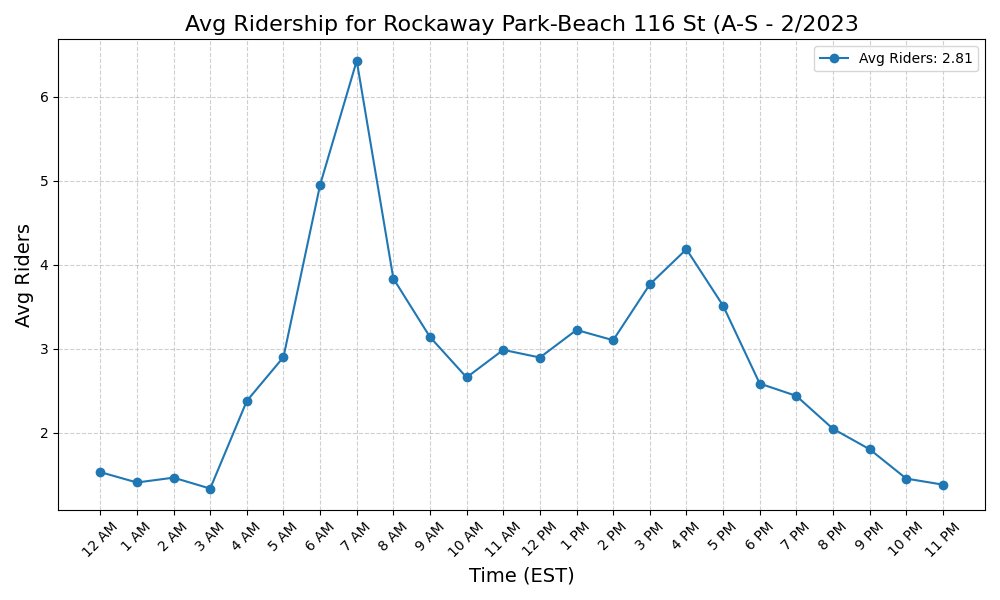 Avg Ridership for Rockaway Park-Beach 116 St (A-S - 2/2023
Avg Riders: 2.81
Avg Riders
6
5
4
3
2
12 AM
1 AM
2 AM
3 AM
4 AM
5 AM
6 AM
7 AM
8 AM
9 AM
10 AM
11 AM
12 PM
1 PM
2 PM
3 PM
4 PM
5 PM
6 PM
7 PM
8 PM
9 PM
10 PM
11 PM
Time (EST)